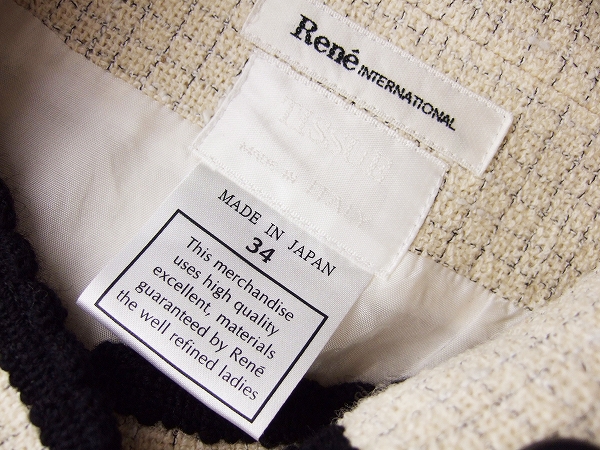 René INTERNATIONAL
TISSUE
MADE IN ITALY
MADE IN JAPAN
34
This merchandise
uses high quality
excellent, materials
guaranteed by René
the well refined ladies